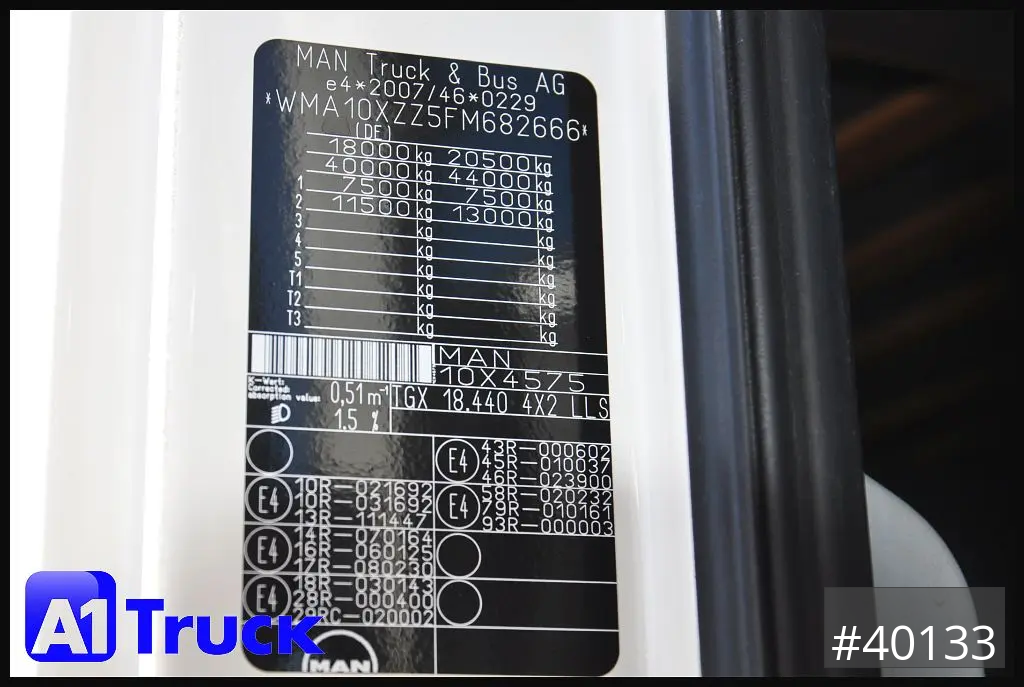 MAN Truck & Bus AG
e4*2007/46*0229
*WMA10XZZ5FM682666*
(DE)
18000 kg 20500 kg
40000 kg 44000 kg
1 7500 kg 7500 kg
2 11500 kg 13000 kg
3 kg kg
4 kg kg
5 kg kg
T1 kg kg
T2 kg kg
T3 kg kg
MAN
10X4575
K-Wert:
Corrected absorption value:
0,51 m-1
1.5 %
TGX 18.440 4X2 LLS
E4
43R-000602
45R-010037
46R-023900
E4
10R-021692
10R-031692
13R-111447
E4
58R-020232
79R-010161
93R-000003
E4
14R-070164
16R-060125
17R-080230
E4
18R-030143
28R-000400
29RC-020002
MAN
A1 Truck
#40133